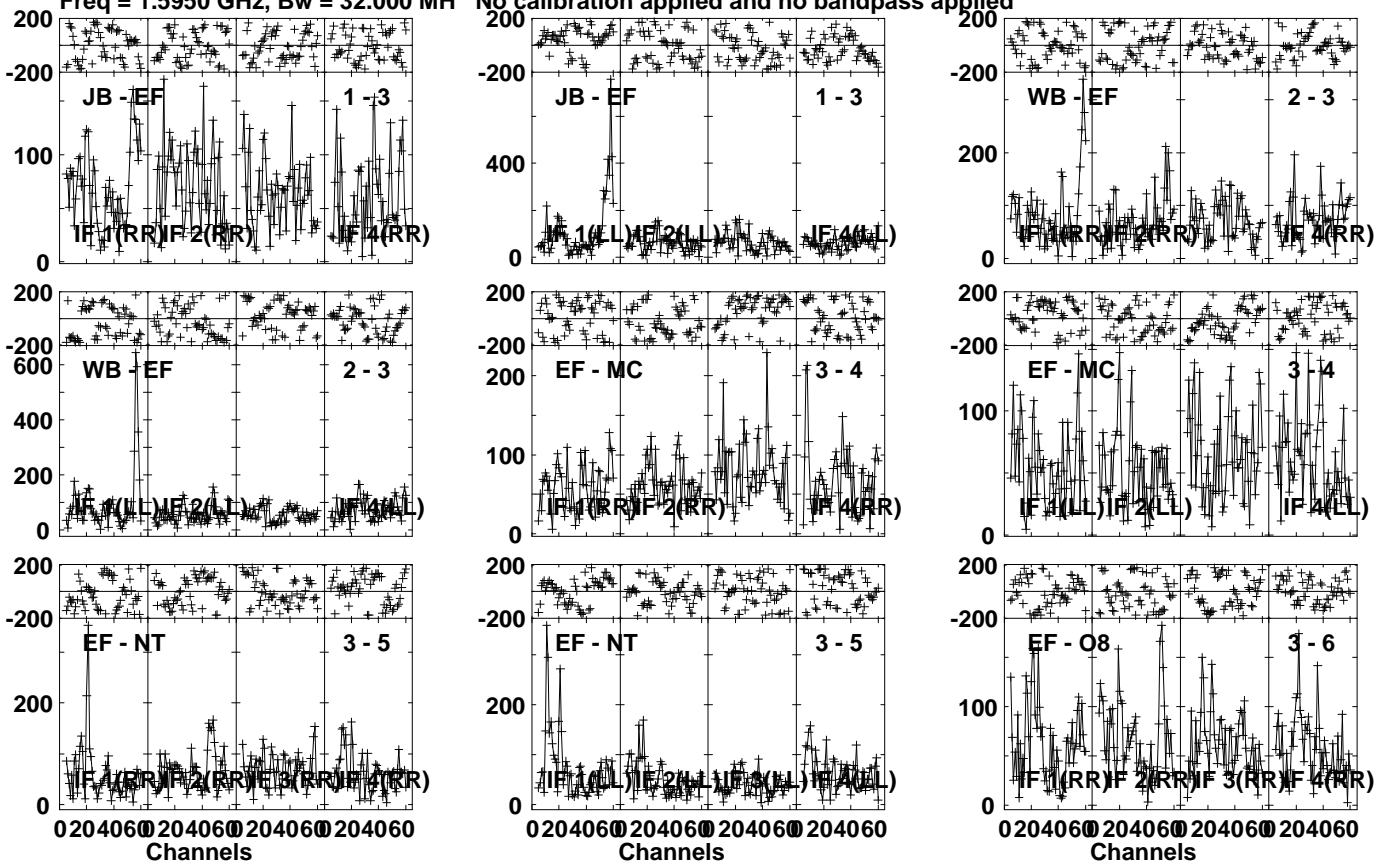 Freq = 1.5950 GHz, Bw = 32.000 MH No calibration applied and no bandpass applied
200 200 200
-200 -200 -200
JB - EF 1 - 3 JB - EF 1 - 3 WB - EF 2 - 3
400
200
100
IF 1(RR) IF 2(RR) IF 4(RR) IF 1(LL) IF 2(LL) IF 4(LL) IF 1(RR) IF 2(RR) IF 4(RR)
0 0 0
200 200 200
-200 -200 -200
600
WB - EF 2 - 3 EF - MC 3 - 4 EF - MC 3 - 4
200
400
100
100
200
IF 1(LL) IF 2(LL) IF 4(LL) IF 1(RR) IF 2(RR) IF 4(RR) IF 1(LL) IF 2(LL) IF 4(LL)
0 0 0
200 200 200
-200 -200 -200
EF - NT 3 - 5 EF - NT 3 - 5 EF - O8 3 - 6
200 200 100
IF 1(RR) IF 2(RR) IF 3(RR) IF 4(RR) IF 1(LL) IF 2(LL) IF 3(LL) IF 4(LL) IF 1(RR) IF 2(RR) IF 3(RR) IF 4(RR)
0 0 0
0 20 40 60 0 20 40 60 0 20 40 60 0 20 40 60 0 20 40 60 0 20 40 60 0 20 40 60 0 20 40 60 0 20 40 60 0 20 40 60 0 20 40 60 0 20 40 60
Channels Channels Channels